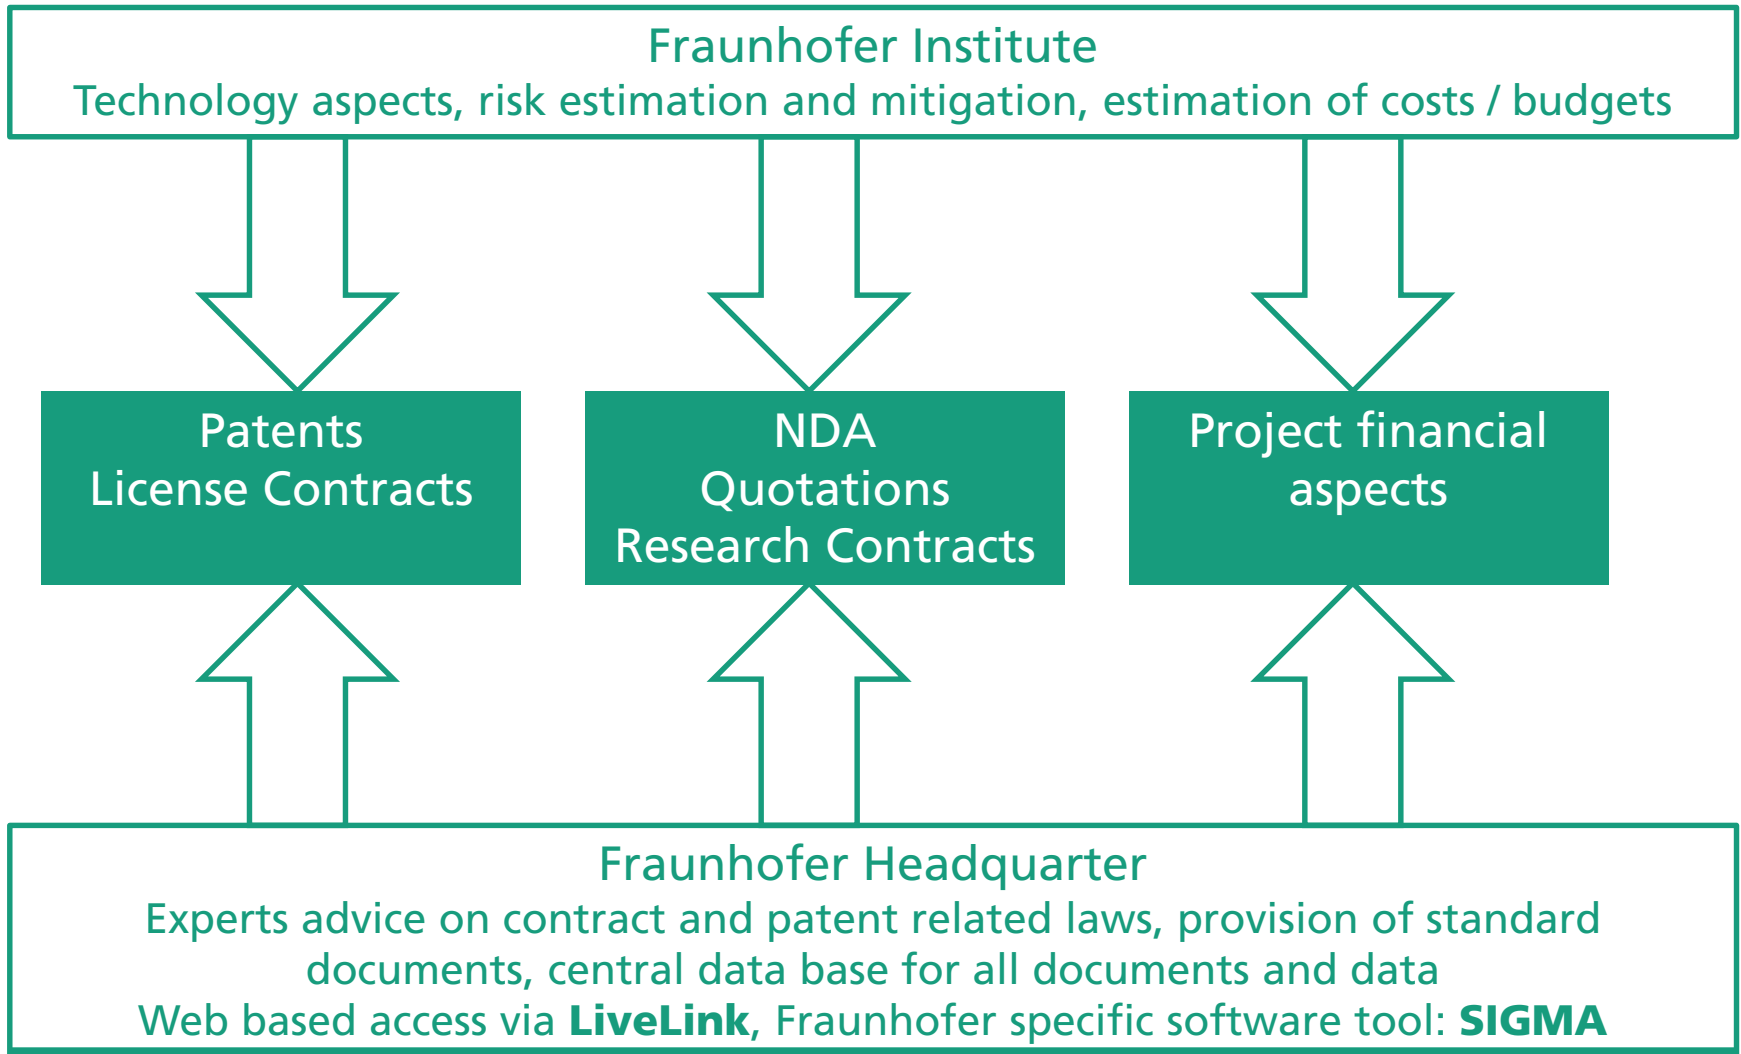 Fraunhofer Institute
Technology aspects, risk estimation and mitigation, estimation of costs / budgets
Patents
License Contracts
NDA
Quotations
Research Contracts
Project financial
aspects
Fraunhofer Headquarter
Experts advice on contract and patent related laws, provision of standard
documents, central data base for all documents and data
Web based access via LiveLink, Fraunhofer specific software tool: SIGMA